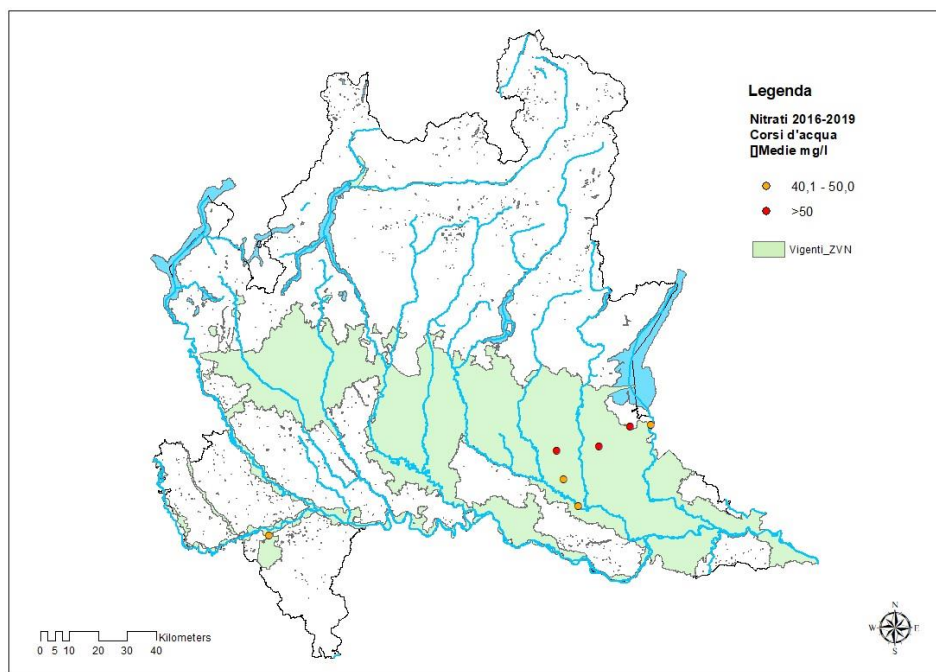 Legenda
Nitrati 2016-2019
Corsi d'acqua
[]Medie mg/l
40,1 - 50,0
>50
Vigenti_ZVN
Kilometers
0 5 10 20 30 40
N
W E
S